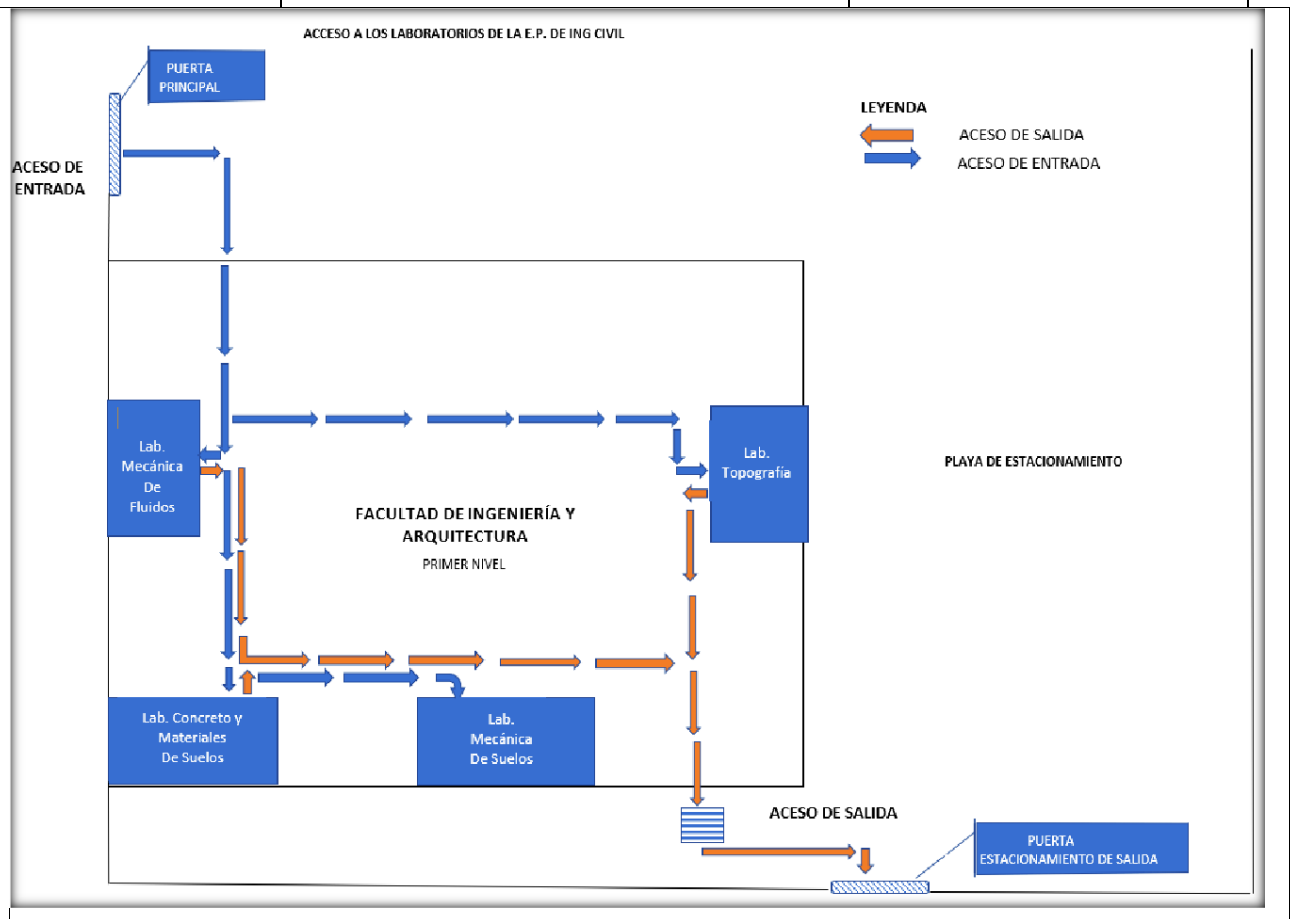 ACCESO A LOS LABORATORIOS DE LA E.P. DE ING CIVIL
PUERTA
PRINCIPAL
LEYENDA
ACESO DE SALIDA
ACESO DE ENTRADA
ACESO DE
ENTRADA
Lab.
Mecánica
De
Fluidos
Lab.
Topografía
PLAYA DE ESTACIONAMIENTO
FACULTAD DE INGENIERÍA Y
ARQUITECTURA
PRIMER NIVEL
Lab. Concreto y
Materiales
De Suelos
Lab.
Mecánica
De Suelos
ACESO DE SALIDA
PUERTA
ESTACIONAMIENTO DE SALIDA